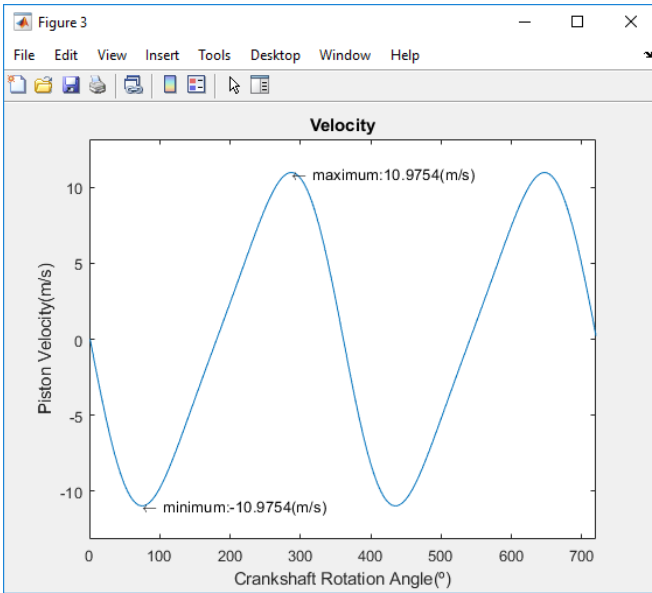 Figure 3
File Edit View Insert Tools Desktop Window Help
Velocity
Piston Velocity(m/s)
10
5
0
-5
-10
maximum:10.9754(m/s)
minimum:-10.9754(m/s)
0 100 200 300 400 500 600 700
Crankshaft Rotation Angle(º)